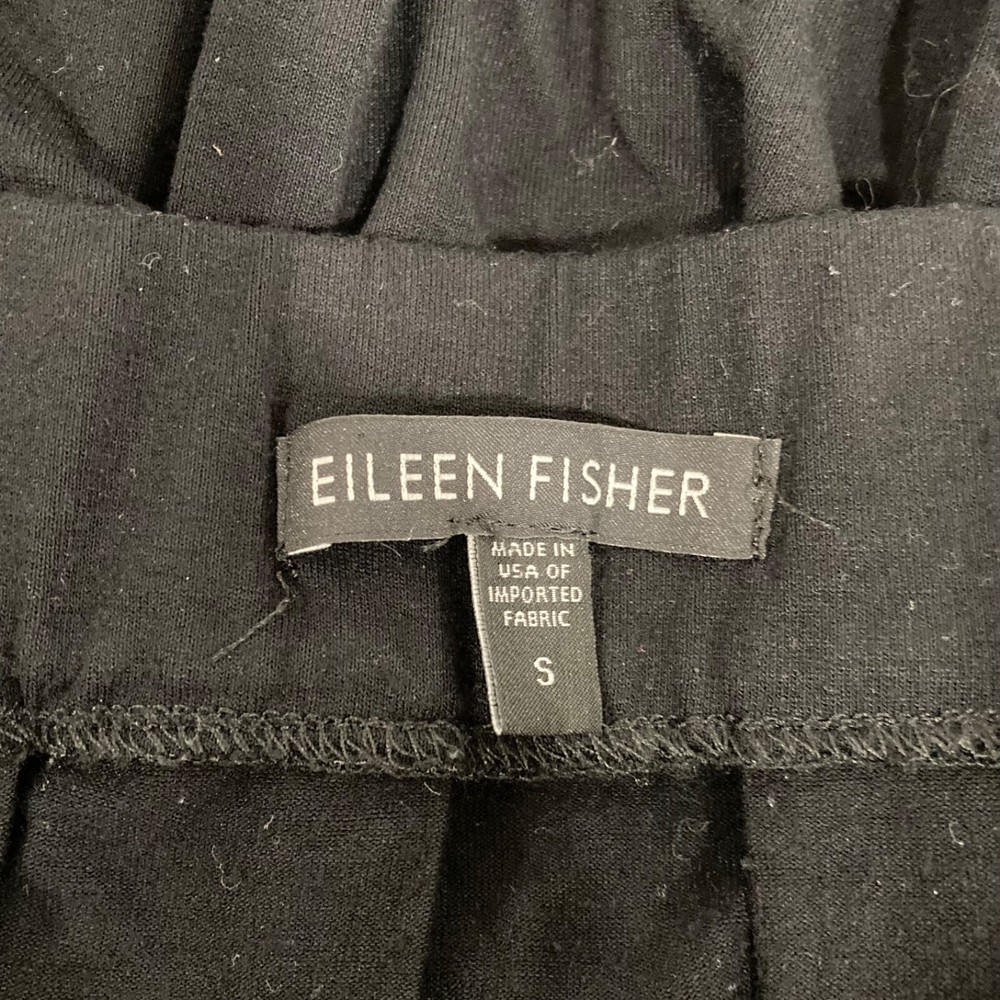 EILEEN FISHER
MADE IN
USA OF
IMPORTED
FABRIC
S